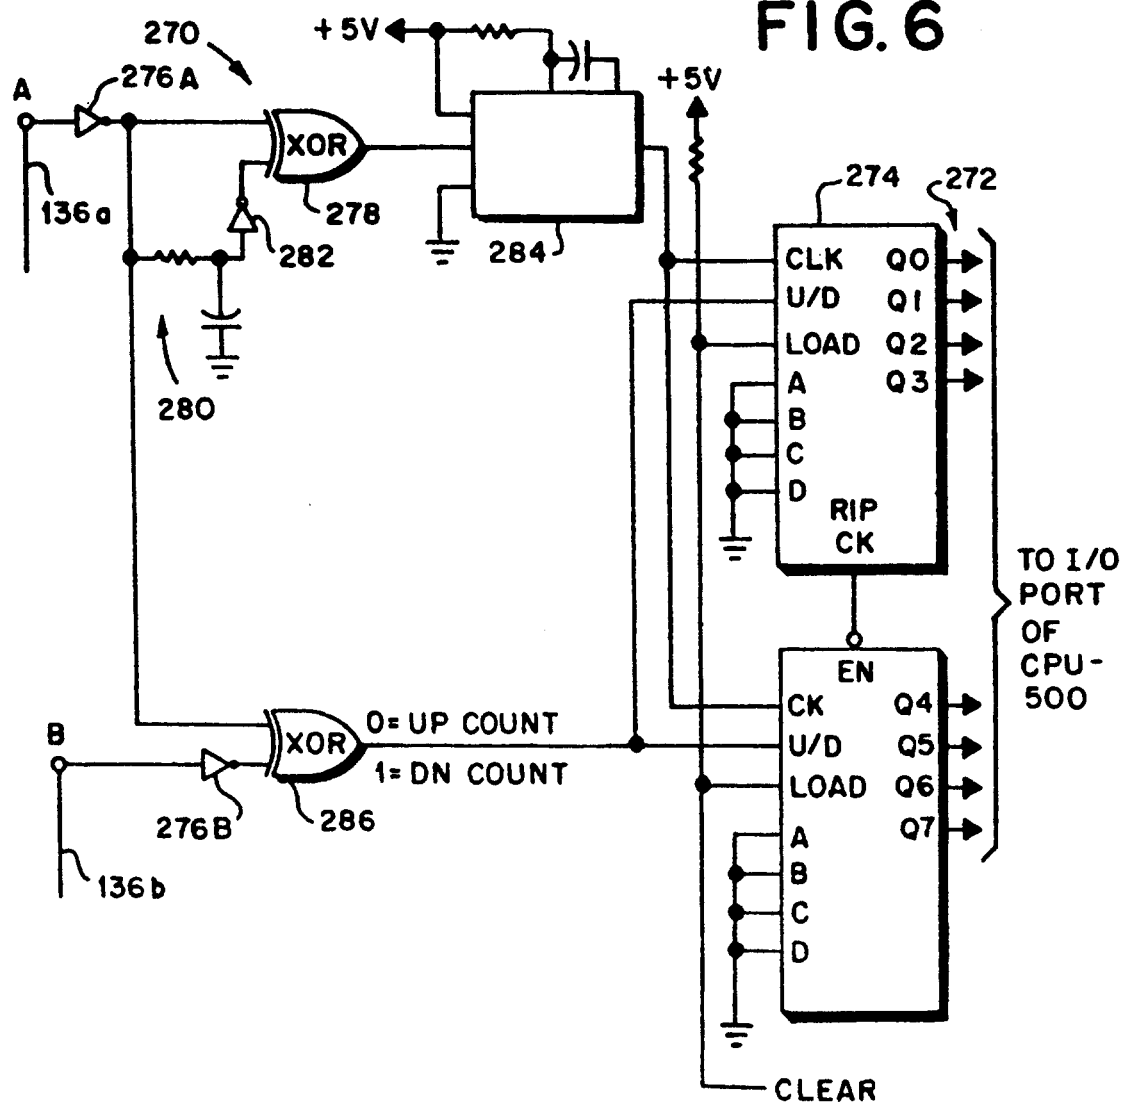 FIG. 6
270
+5V
A
276A
+5V
XOR
136a
278
282
284
280
274
272
CLK Q0
U/D Q1
LOAD Q2
A Q3
B
C
D
RIP
CK
TO I/O
PORT
OF
CPU-
500
EN
CK Q4
U/D Q5
LOAD Q6
A Q7
B
C
D
B
XOR
0= UP COUNT
1= DN COUNT
276B
286
136b
CLEAR